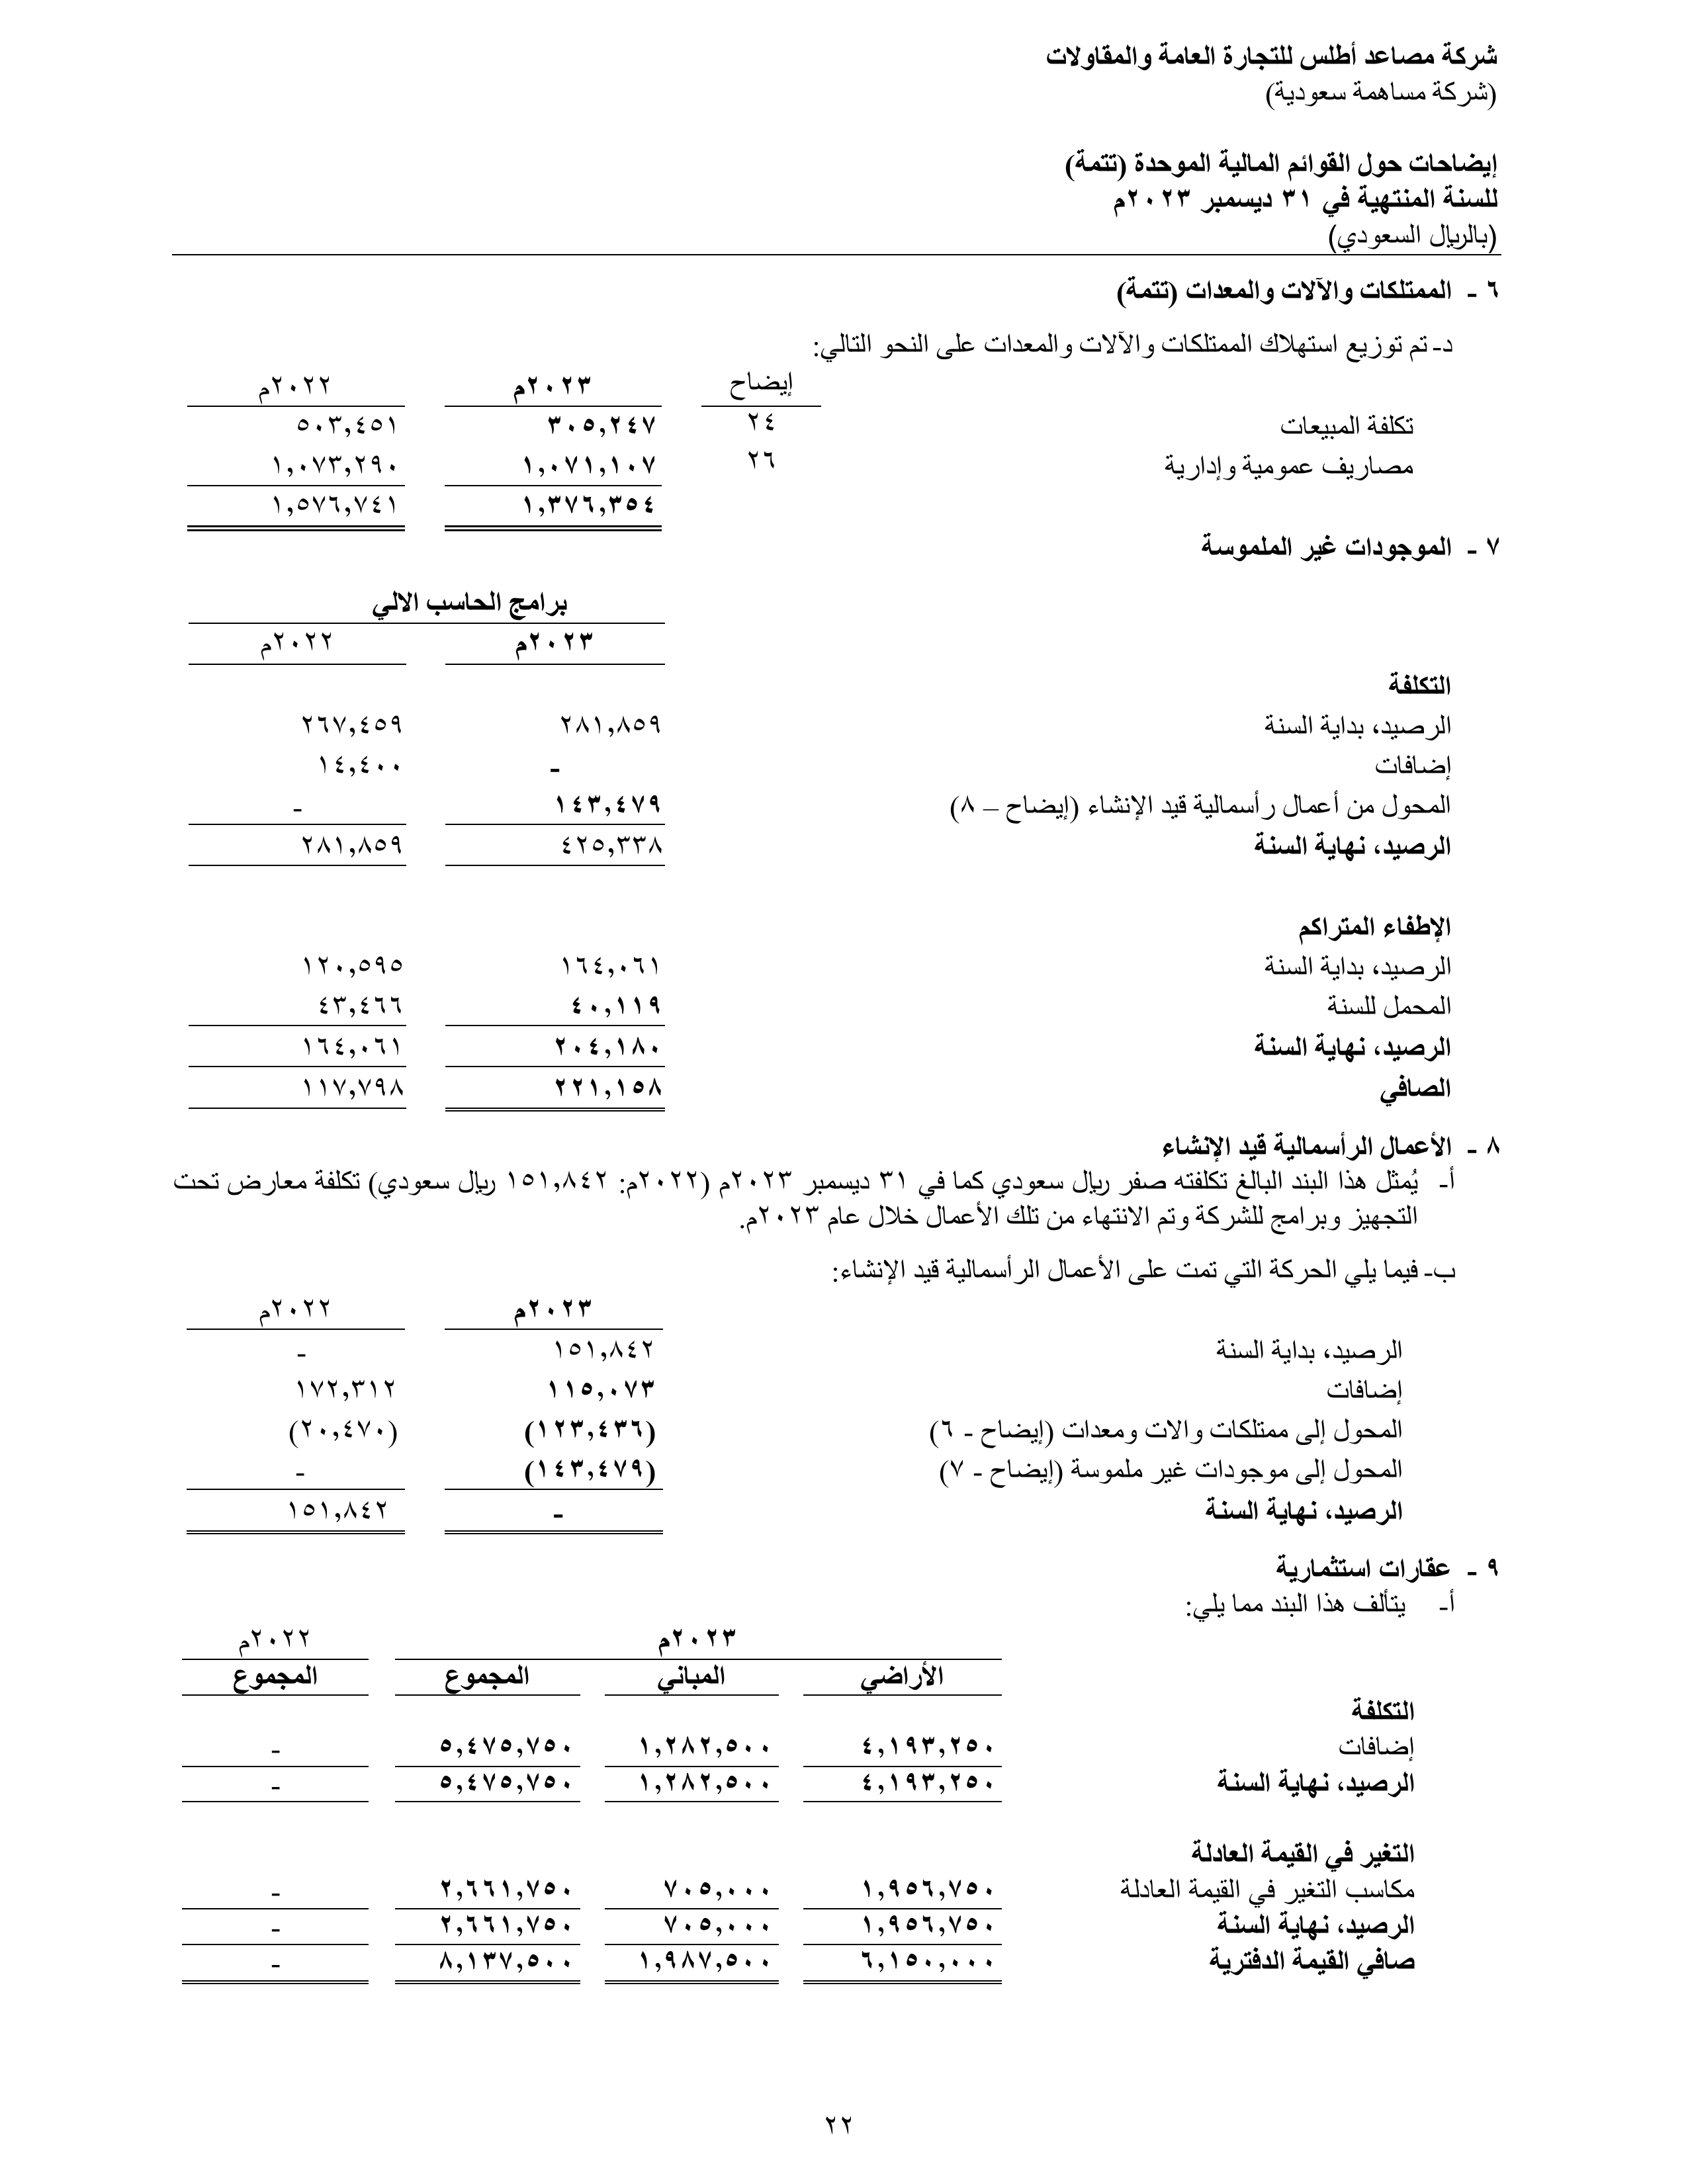 شركة مصاعد أطلس للتجارة العامة والمقاولات
(شركة مساهمة سعودية)
إيضاحات حول القوائم المالية الموحدة (تتمة)
للسنة المنتهية في ٣١ ديسمبر ٢٠٢٣م
(بالريال السعودي)
٦ - الممتلكات والآلات والمعدات (تتمة)
د- تم توزيع استهلاك الممتلكات والآلات والمعدات على النحو التالي:
إيضاح ٢٠٢٣م ٢٠٢٢م
تكلفة المبيعات ٢٤ ٣٠٥,٢٤٧ ٥٠٣,٤٥١
مصاريف عمومية وإدارية ٢٦ ١,٠٧١,١٠٧ ١,٠٧٣,٢٩٠
١,٣٧٦,٣٥٤ ١,٥٧٦,٧٤١
٧ - الموجودات غير الملموسة
برامج الحاسب الالي
٢٠٢٣م ٢٠٢٢م
التكلفة
الرصيد، بداية السنة ٢٨١,٨٥٩ ٢٦٧,٤٥٩
إضافات - ١٤,٤٠٠
المحول من أعمال رأسمالية قيد الإنشاء (إيضاح – ٨) ١٤٣,٤٧٩ -
الرصيد، نهاية السنة ٤٢٥,٣٣٨ ٢٨١,٨٥٩
الإطفاء المتراكم
الرصيد، بداية السنة ١٦٤,٠٦١ ١٢٠,٥٩٥
المحمل للسنة ٤٠,١١٩ ٤٣,٤٦٦
الرصيد، نهاية السنة ٢٠٤,١٨٠ ١٦٤,٠٦١
الصافي ٢٢١,١٥٨ ١١٧,٧٩٨
٨ - الأعمال الرأسمالية قيد الإنشاء
أ- يُمثل هذا البند البالغ تكلفته صفر ريال سعودي كما في ٣١ ديسمبر ٢٠٢٣م (٢٠٢٢م: ١٥١,٨٤٢ ريال سعودي) تكلفة معارض تحت
التجهيز وبرامج للشركة وتم الانتهاء من تلك الأعمال خلال عام ٢٠٢٣م.
ب- فيما يلي الحركة التي تمت على الأعمال الرأسمالية قيد الإنشاء:
٢٠٢٣م ٢٠٢٢م
الرصيد، بداية السنة ١٥١,٨٤٢ -
إضافات ١١٥,٠٧٣ ١٧٢,٣١٢
المحول إلى ممتلكات والات ومعدات (إيضاح - ٦) (١٢٣,٤٣٦) (٢٠,٤٧٠)
المحول إلى موجودات غير ملموسة (إيضاح - ٧) (١٤٣,٤٧٩) -
الرصيد، نهاية السنة - ١٥١,٨٤٢
٩ - عقارات استثمارية
أ- يتألف هذا البند مما يلي:
٢٠٢٣م ٢٠٢٢م
الأراضي المباني المجموع المجموع
التكلفة
إضافات ٤,١٩٣,٢٥٠ ١,٢٨٢,٥٠٠ ٥,٤٧٥,٧٥٠ -
الرصيد، نهاية السنة ٤,١٩٣,٢٥٠ ١,٢٨٢,٥٠٠ ٥,٤٧٥,٧٥٠ -
التغير في القيمة العادلة
مكاسب التغير في القيمة العادلة ١,٩٥٦,٧٥٠ ٧٠٥,٠٠٠ ٢,٦٦١,٧٥٠ -
الرصيد، نهاية السنة ١,٩٥٦,٧٥٠ ٧٠٥,٠٠٠ ٢,٦٦١,٧٥٠ -
صافي القيمة الدفترية ٦,١٥٠,٠٠٠ ١,٩٨٧,٥٠٠ ٨,١٣٧,٥٠٠ -
٢٢